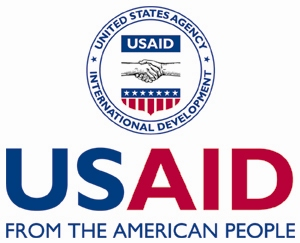 UNITED STATES AGENCY
USAID
INTERNATIONAL DEVELOPMENT
USAID
FROM THE AMERICAN PEOPLE